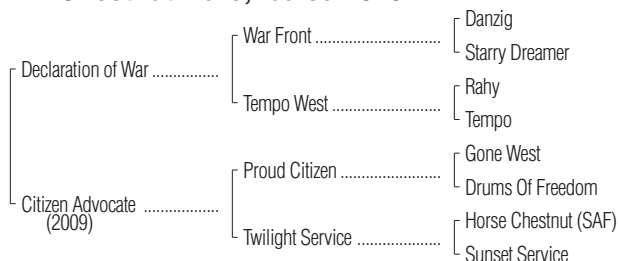 Danzig
War Front ................................
Starry Dreamer
Declaration of War ................
Rahy
Tempo West ...........................
Tempo
Gone West
Proud Citizen .........................
Drums Of Freedom
Citizen Advocate ..................
(2009)
Horse Chestnut (SAF)
Twilight Service .....................
Sunset Service